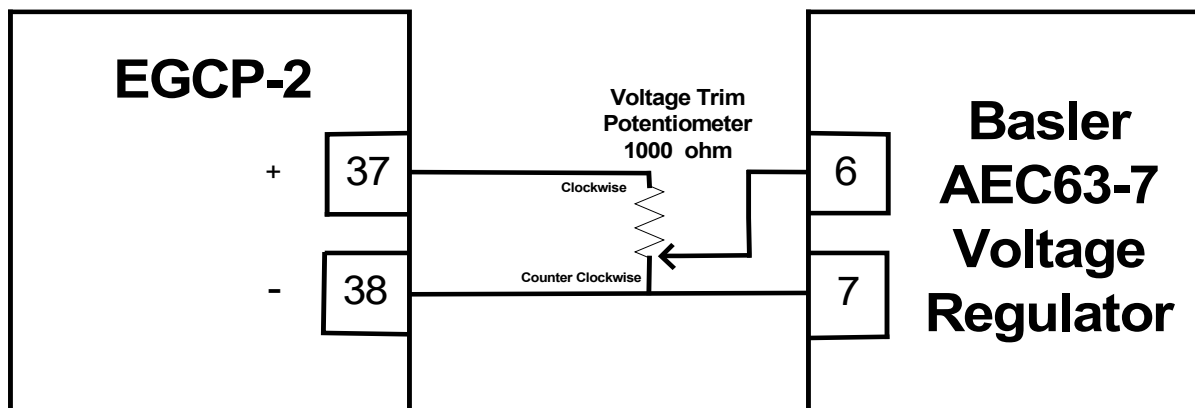 EGCP-2
Voltage Trim
Potentiometer
1000 ohm
Basler
AEC63-7
Voltage
Regulator
+
37
Clockwise
6
-
38
Counter Clockwise
7